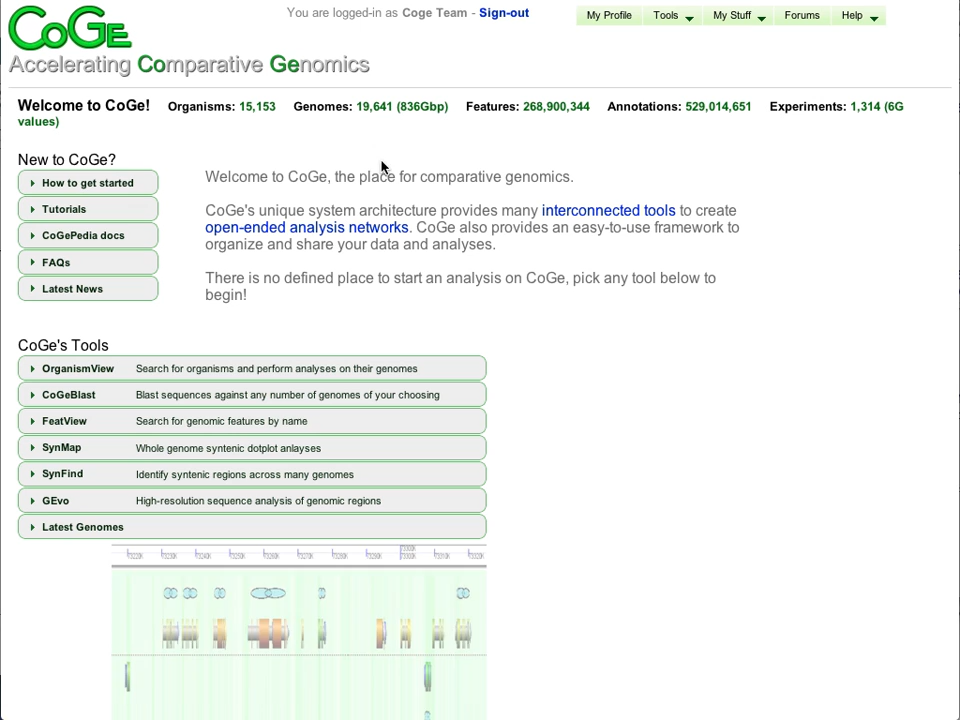 CoGe
You are logged-in as Coge Team - Sign-out
My Profile Tools My Stuff Forums Help
Accelerating Comparative Genomics
Welcome to CoGe! Organisms: 15,153 Genomes: 19,641 (836Gbp) Features: 268,900,344 Annotations: 529,014,651 Experiments: 1,314 (6G
values)
New to CoGe?
How to get started
Tutorials
CoGePedia docs
FAQs
Latest News
Welcome to CoGe, the place for comparative genomics.
CoGe's unique system architecture provides many interconnected tools to create
open-ended analysis networks. CoGe also provides an easy-to-use framework to
organize and share your data and analyses.
There is no defined place to start an analysis on CoGe, pick any tool below to
begin!
CoGe's Tools
OrganismView Search for organisms and perform analyses on their genomes
CoGeBlast Blast sequences against any number of genomes of your choosing
FeatView Search for genomic features by name
SynMap Whole genome syntenic dotplot anlayses
SynFind Identify syntenic regions across many genomes
GEvo High-resolution sequence analysis of genomic regions
Latest Genomes